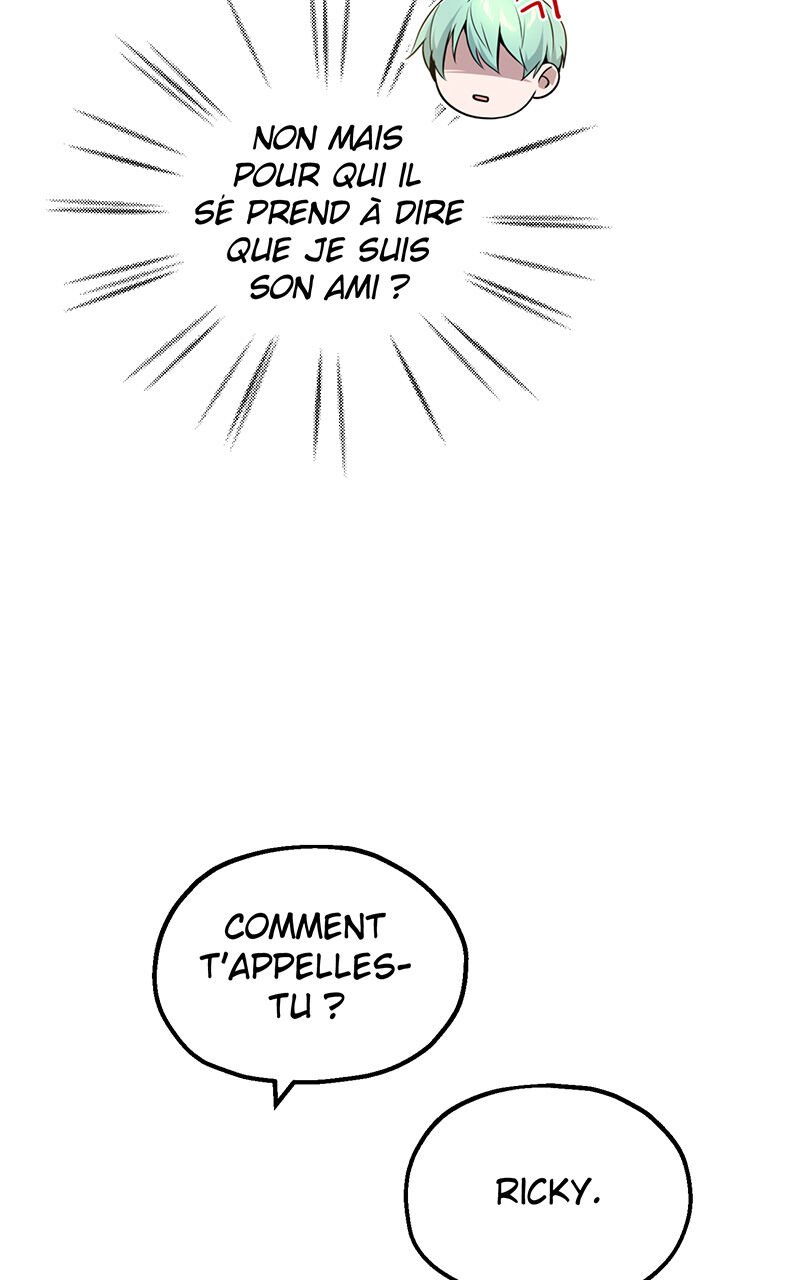 NON MAIS
POUR QUI IL
SE PREND À DIRE
QUE JE SUIS
SON AMI ?
COMMENT
T'APPELLES-
TU ?
RICKY.